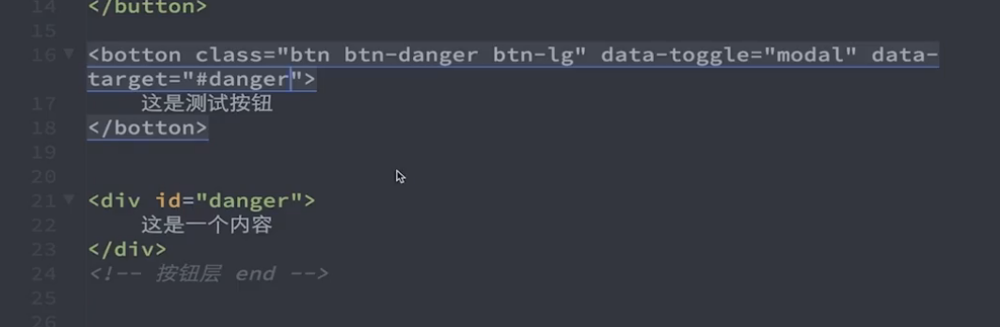 14 </button>
15
16 <botton class="btn btn-danger btn-lg" data-toggle="modal" data-
target="#danger">
17 这是测试按钮
18 </botton>
19
20
21 <div id="danger">
22 这是一个内容
23 </div>
24 <!-- 按钮层 end -->
25
26